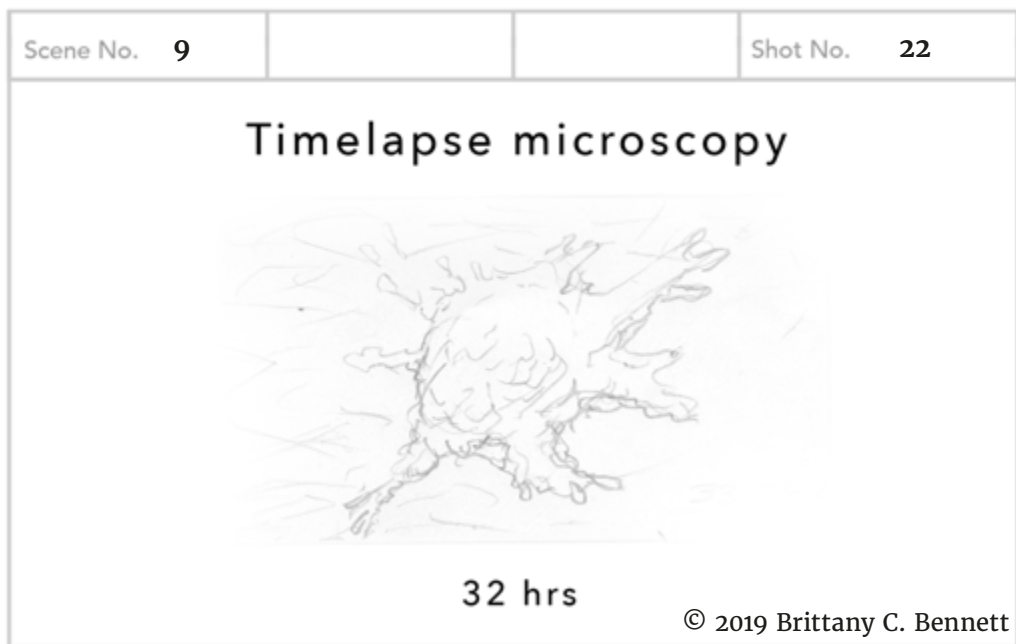 Scene No. 9 Shot No. 22
Timelapse microscopy
32 hrs
© 2019 Brittany C. Bennett